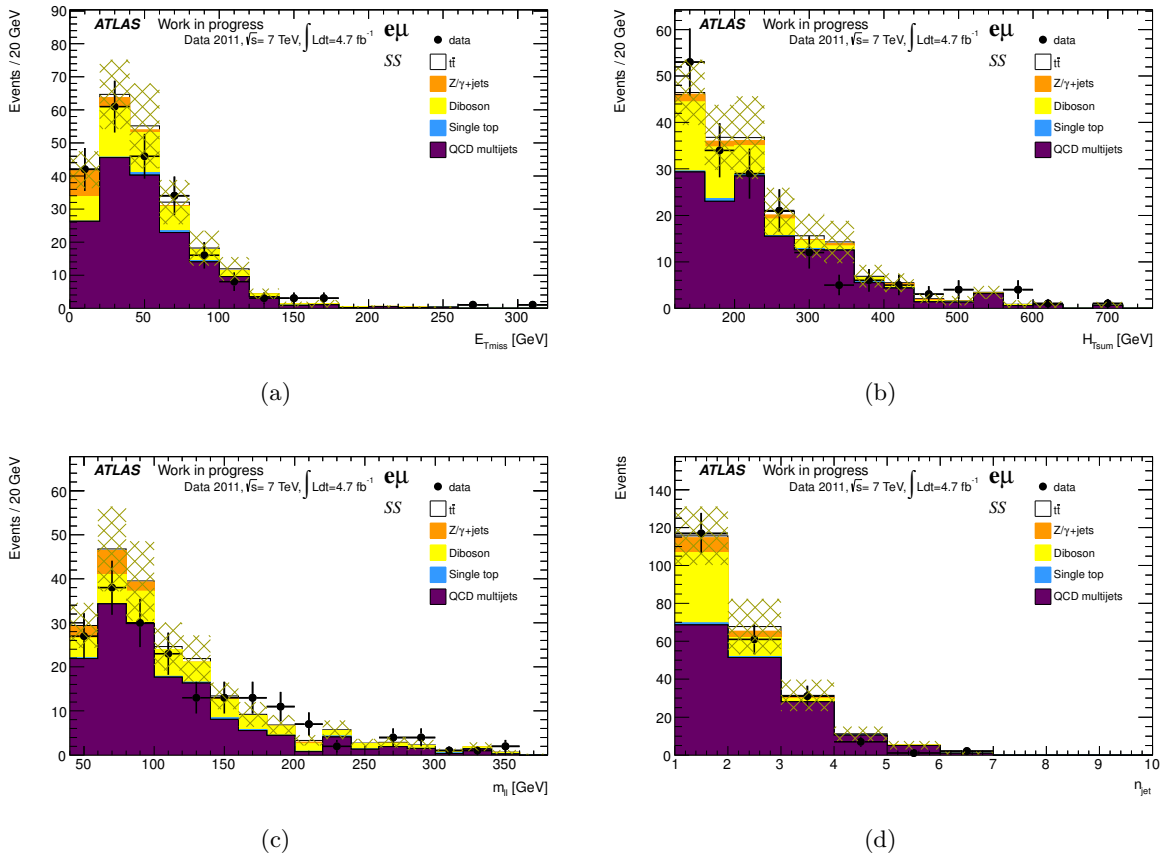 ATLAS Work in progress
Data 2011, √s= 7 TeV, ∫ Ldt=4.7 fb⁻¹
eμ
SS
data
tt̄
Z/γ+jets
Diboson
Single top
QCD multijets
Events / 20 GeV
90
80
70
60
50
40
30
20
10
0
0 50 100 150 200 250 300
E_Tmiss [GeV]
(a)
ATLAS Work in progress
Data 2011, √s= 7 TeV, ∫ Ldt=4.7 fb⁻¹
eμ
SS
data
tt̄
Z/γ+jets
Diboson
Single top
QCD multijets
Events / 20 GeV
60
50
40
30
20
10
0
200 300 400 500 600 700
H_Tsum [GeV]
(b)
ATLAS Work in progress
Data 2011, √s= 7 TeV, ∫ Ldt=4.7 fb⁻¹
eμ
SS
data
tt̄
Z/γ+jets
Diboson
Single top
QCD multijets
Events / 20 GeV
60
50
40
30
20
10
0
50 100 150 200 250 300 350
m_ll [GeV]
(c)
ATLAS Work in progress
Data 2011, √s= 7 TeV, ∫ Ldt=4.7 fb⁻¹
eμ
SS
data
tt̄
Z/γ+jets
Diboson
Single top
QCD multijets
Events
140
120
100
80
60
40
20
0
1 2 3 4 5 6 7 8 9 10
n_jet
(d)